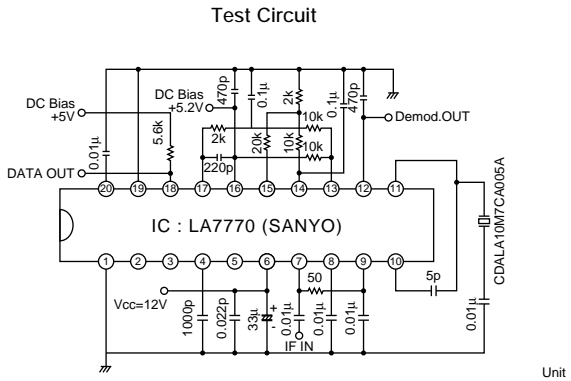 Test Circuit
DC Bias
+5V
DC Bias
+5.2V
470p
0.1μ
2k
0.1μ
470p
Demod.OUT
5.6k
2k
20k
10k
10k
10k
0.01μ
220p
DATA OUT
20
19
18
17
16
15
14
13
12
11
IC : LA7770 (SANYO)
CDALA10M7CA005A
1
2
3
4
5
6
7
8
9
10
Vcc=12V
50
5p
1000p
0.022p
33μ
+
-
0.01μ
0.01μ
0.01μ
0.01μ
IF IN
Unit